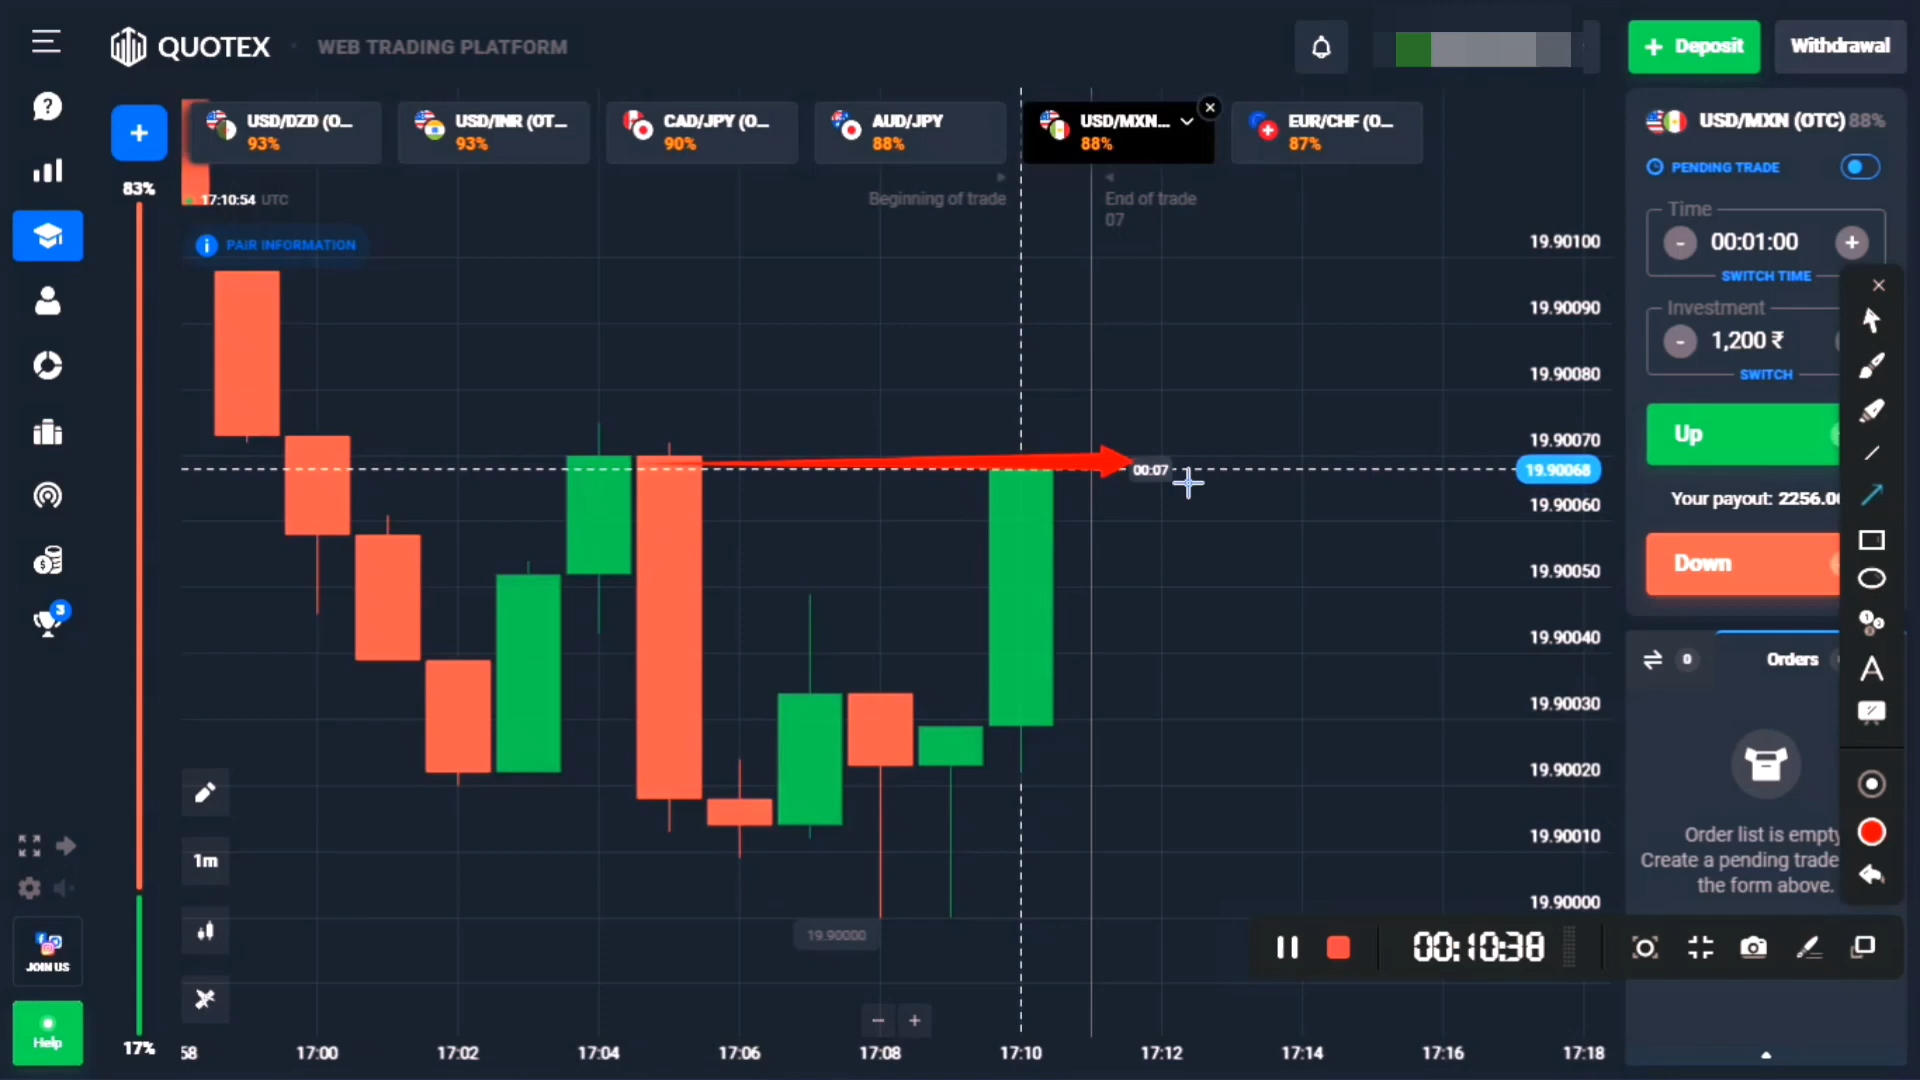 QUOTEX
WEB TRADING PLATFORM
Deposit
Withdrawal
USD/DZD (O...
93%
USD/INR (OT...
93%
CAD/JPY (O...
90%
AUD/JPY
88%
USD/MXN...
88%
EUR/CHF (O...
87%
USD/MXN (OTC) 88%
PENDING TRADE
83%
17:10:54 UTC
Beginning of trade
End of trade
07
PAIR INFORMATION
Time
00:01:00
SWITCH TIME
Investment
1,200 ₹
SWITCH
Up
Your payout: 2256.0
Down
0
Orders
Order list is empty
Create a pending trade
the form above.
19.90100
19.90090
19.90080
19.90070
19.90068
19.90060
19.90050
19.90040
19.90030
19.90020
19.90010
19.90000
00:07
19.90000
3
1m
JOIN US
Help
17%
00:10:38
58
17:00
17:02
17:04
17:06
17:08
17:10
17:12
17:14
17:16
17:18